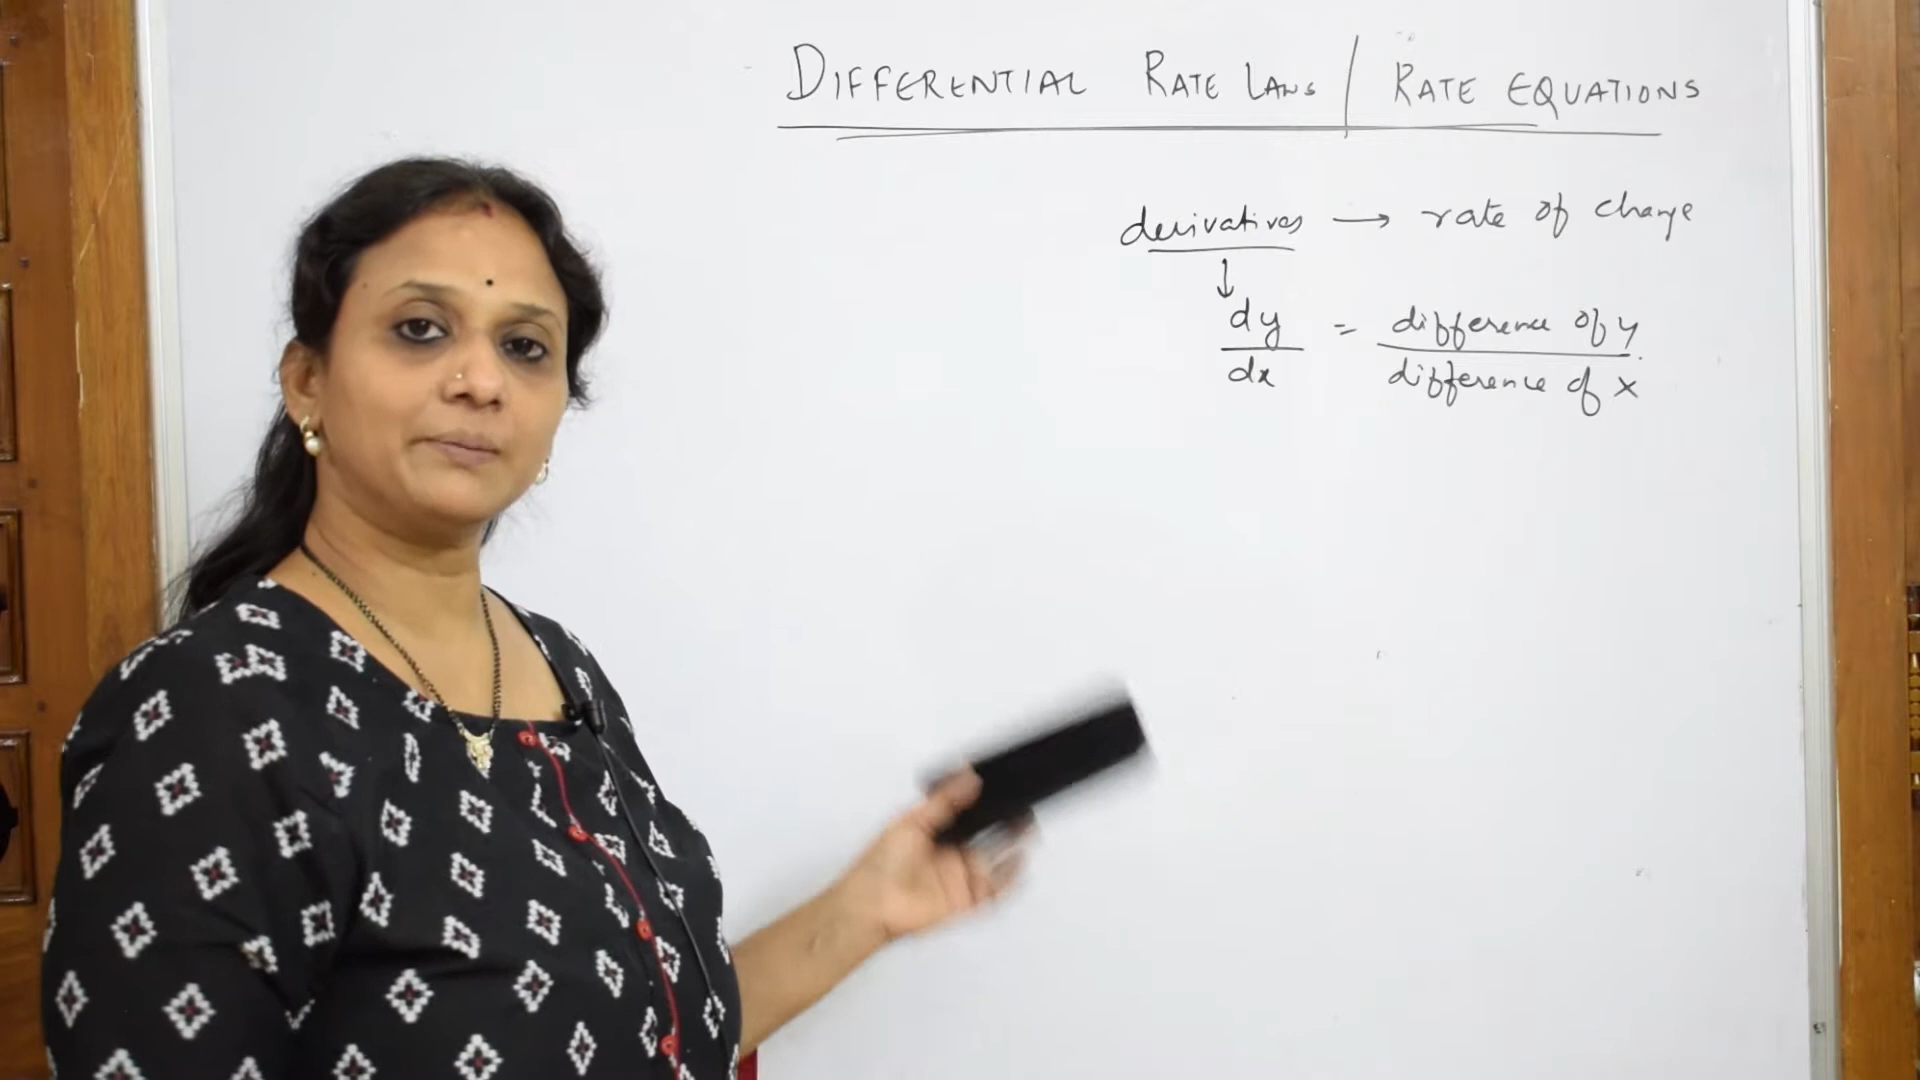 DIFFERENTIAL RATE LAWS / RATE EQUATIONS
derivatives → rate of change
↓
dy = difference of y
dx difference of x